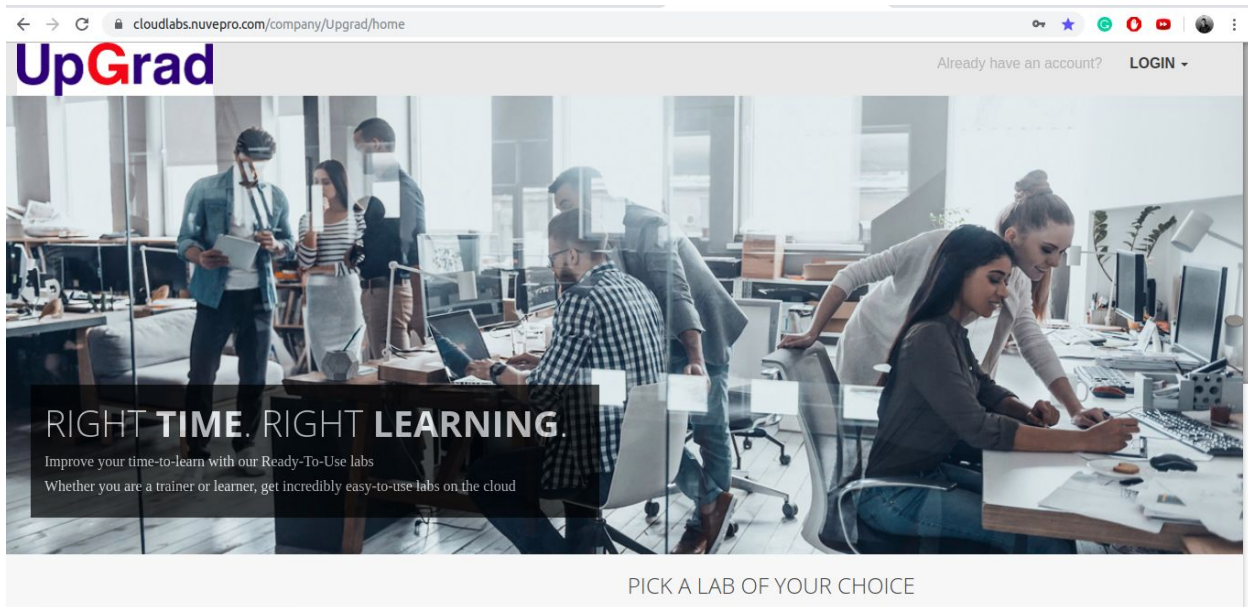 cloudlabs.nuvepro.com/company/Upgrad/home
UpGrad
Already have an account? LOGIN
RIGHT TIME. RIGHT LEARNING.
Improve your time-to-learn with our Ready-To-Use labs
Whether you are a trainer or learner, get incredibly easy-to-use labs on the cloud
PICK A LAB OF YOUR CHOICE